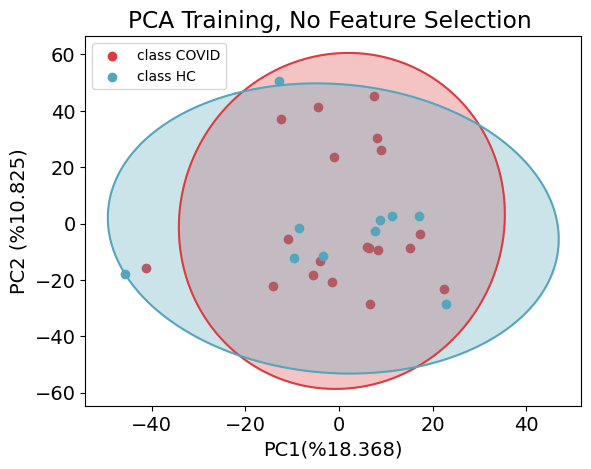 PCA Training, No Feature Selection
class COVID
class HC
60
40
20
0
−20
−40
−60
PC2 (%10.825)
−40
−20
0
20
40
PC1(%18.368)